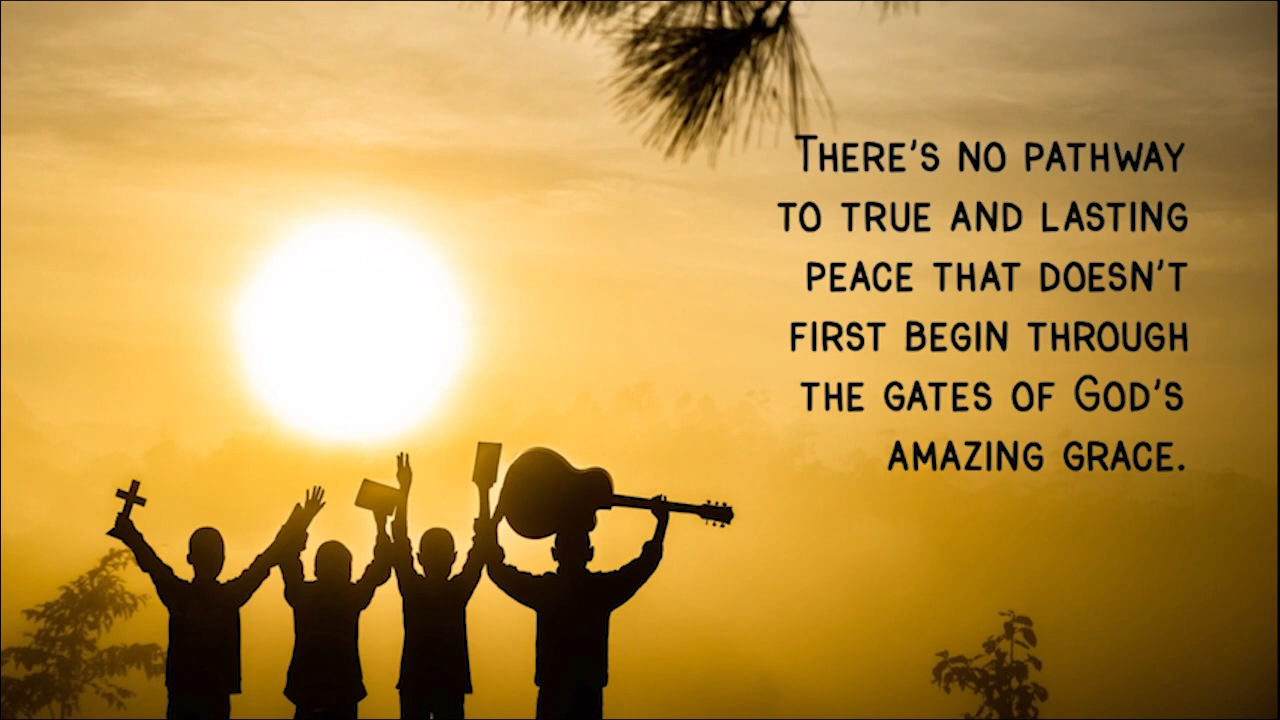 There's no pathway
to true and lasting
peace that doesn't
first begin through
the gates of God's
amazing grace.